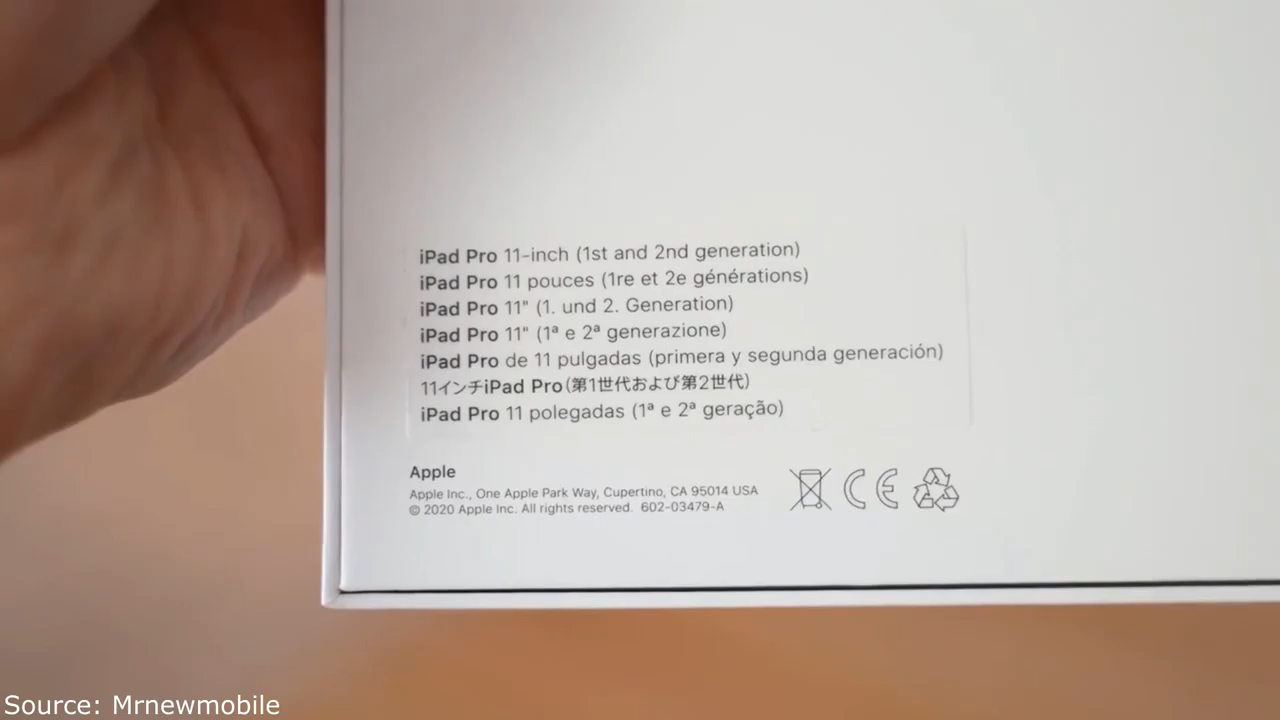 iPad Pro 11-inch (1st and 2nd generation)
iPad Pro 11 pouces (1re et 2e générations)
iPad Pro 11" (1. und 2. Generation)
iPad Pro 11" (1ª e 2ª generazione)
iPad Pro de 11 pulgadas (primera y segunda generación)
11インチiPad Pro(第1世代および第2世代)
iPad Pro 11 polegadas (1ª e 2ª geração)
Apple
Apple Inc., One Apple Park Way, Cupertino, CA 95014 USA
© 2020 Apple Inc. All rights reserved. 602-03479-A
CE
Source: Mrnewmobile